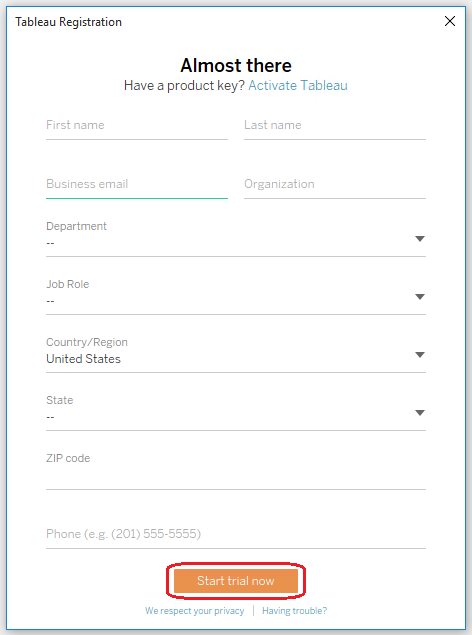 Tableau Registration
Almost there
Have a product key? Activate Tableau
First name Last name
Business email Organization
Department
--
Job Role
--
Country/Region
United States
State
--
ZIP code
Phone (e.g. (201) 555-5555)
Start trial now
We respect your privacy | Having trouble?